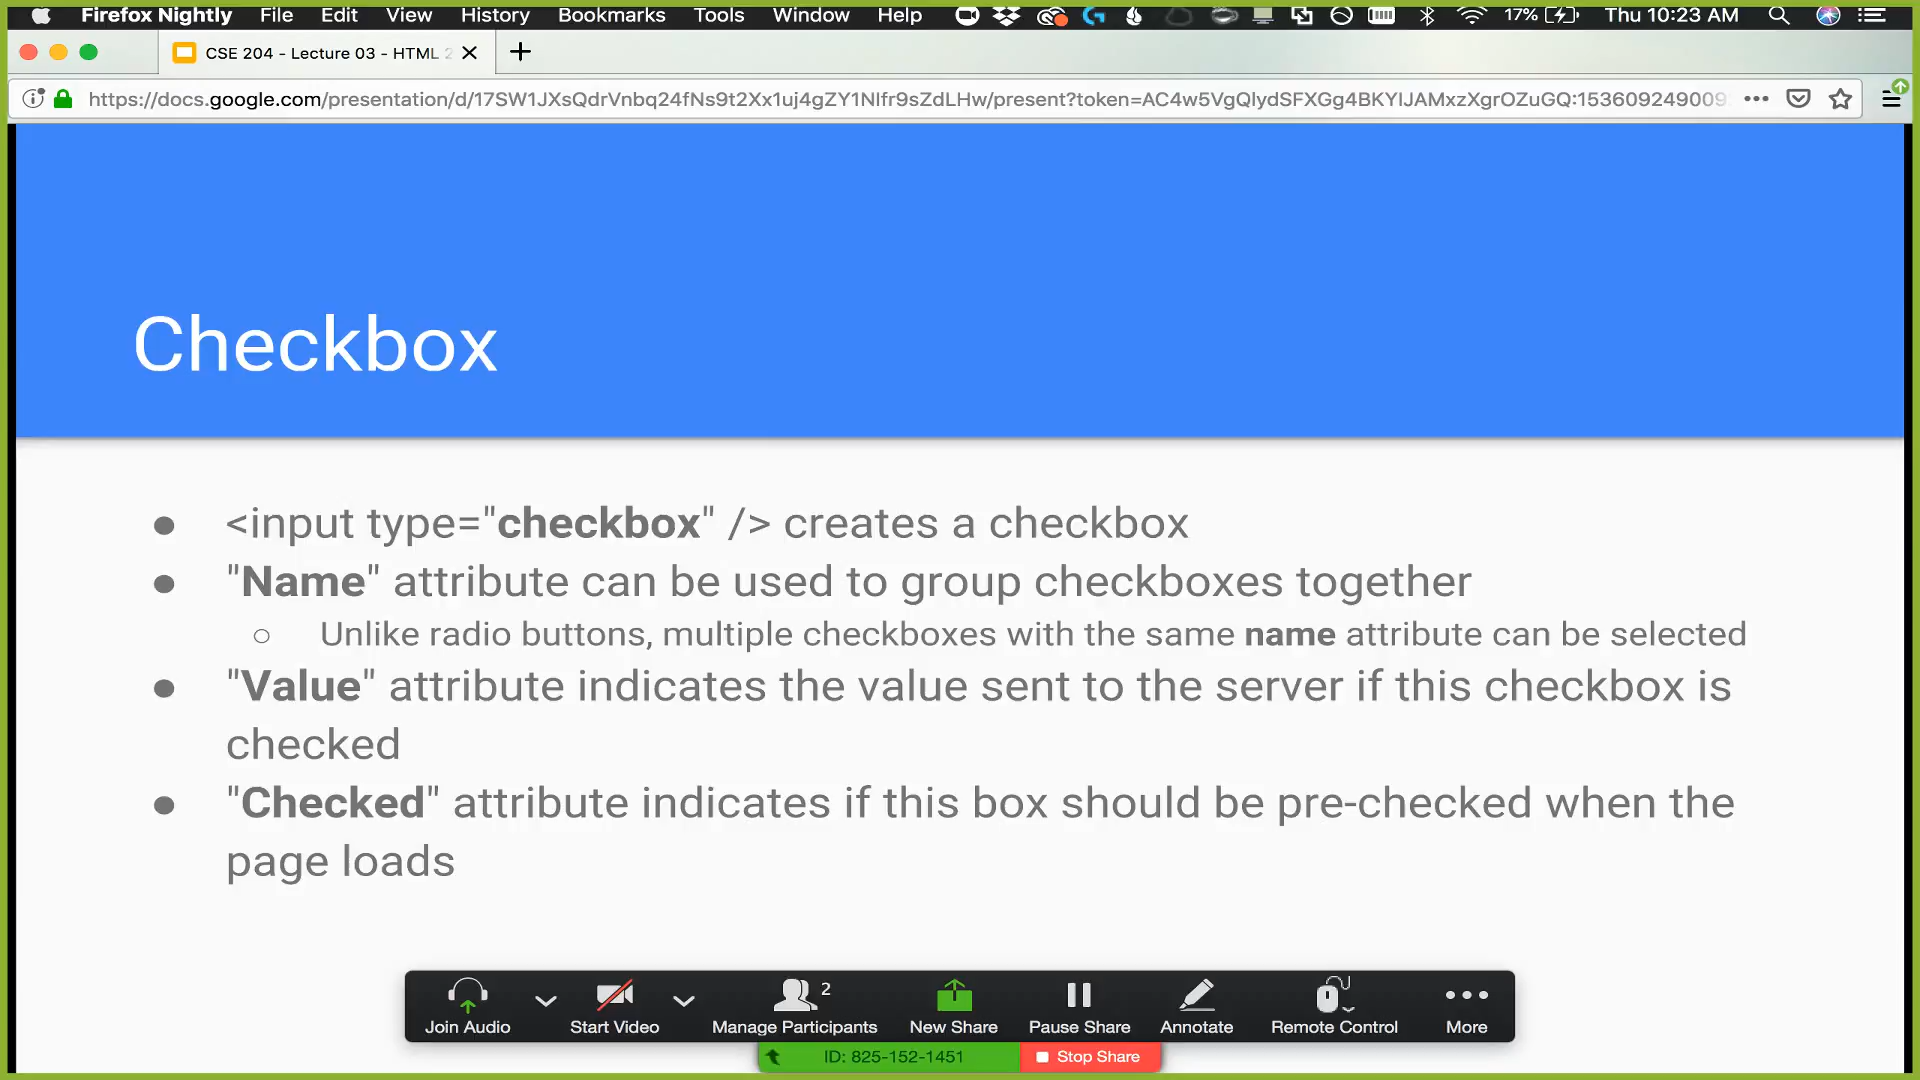 Firefox Nightly File Edit View History Bookmarks Tools Window Help 17% Thu 10:23 AM
CSE 204 - Lecture 03 - HTML 2
https://docs.google.com/presentation/d/17SW1JXsQdrVnbq24fNs9t2Xx1uj4gZY1NIfr9sZdLHw/present?token=AC4w5VgQlydSFXGg4BKYIJAMxzXgrOZuGQ:153609249009
Checkbox
● <input type="checkbox" /> creates a checkbox
● "Name" attribute can be used to group checkboxes together
○ Unlike radio buttons, multiple checkboxes with the same name attribute can be selected
● "Value" attribute indicates the value sent to the server if this checkbox is
checked
● "Checked" attribute indicates if this box should be pre-checked when the
page loads
2
Join Audio Start Video Manage Participants New Share Pause Share Annotate Remote Control More
ID: 825-152-1451 Stop Share